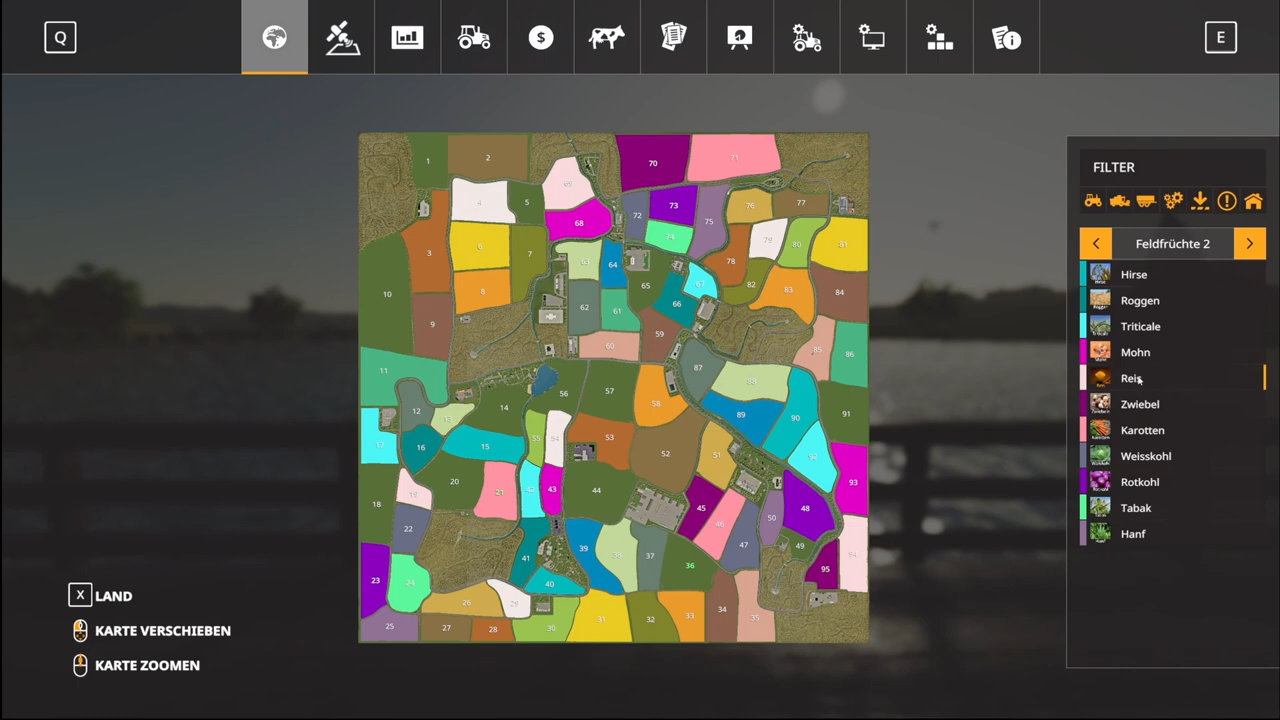 Q
E
FILTER
Feldfrüchte 2
Hirse
Roggen
Triticale
Mohn
Reis
Zwiebel
Karotten
Weisskohl
Rotkohl
Tabak
Hanf
1 2 70 71
4 5 68 72 73 75 76 77
3 6 7 64 74 78 79 80 81
10 8 62 61 65 66 67 82 83 84
9 60 59 85 86
11 12 14 56 57 58 87 88 89 90 91
16 15 55 54 53 52 51 92
18 19 20 21 42 43 44 45 46 47 48 93
22 23 24 41 39 38 37 36 50 49 95 94
25 26 27 28 29 40 30 31 32 33 34 35
X LAND
KARTE VERSCHIEBEN
KARTE ZOOMEN